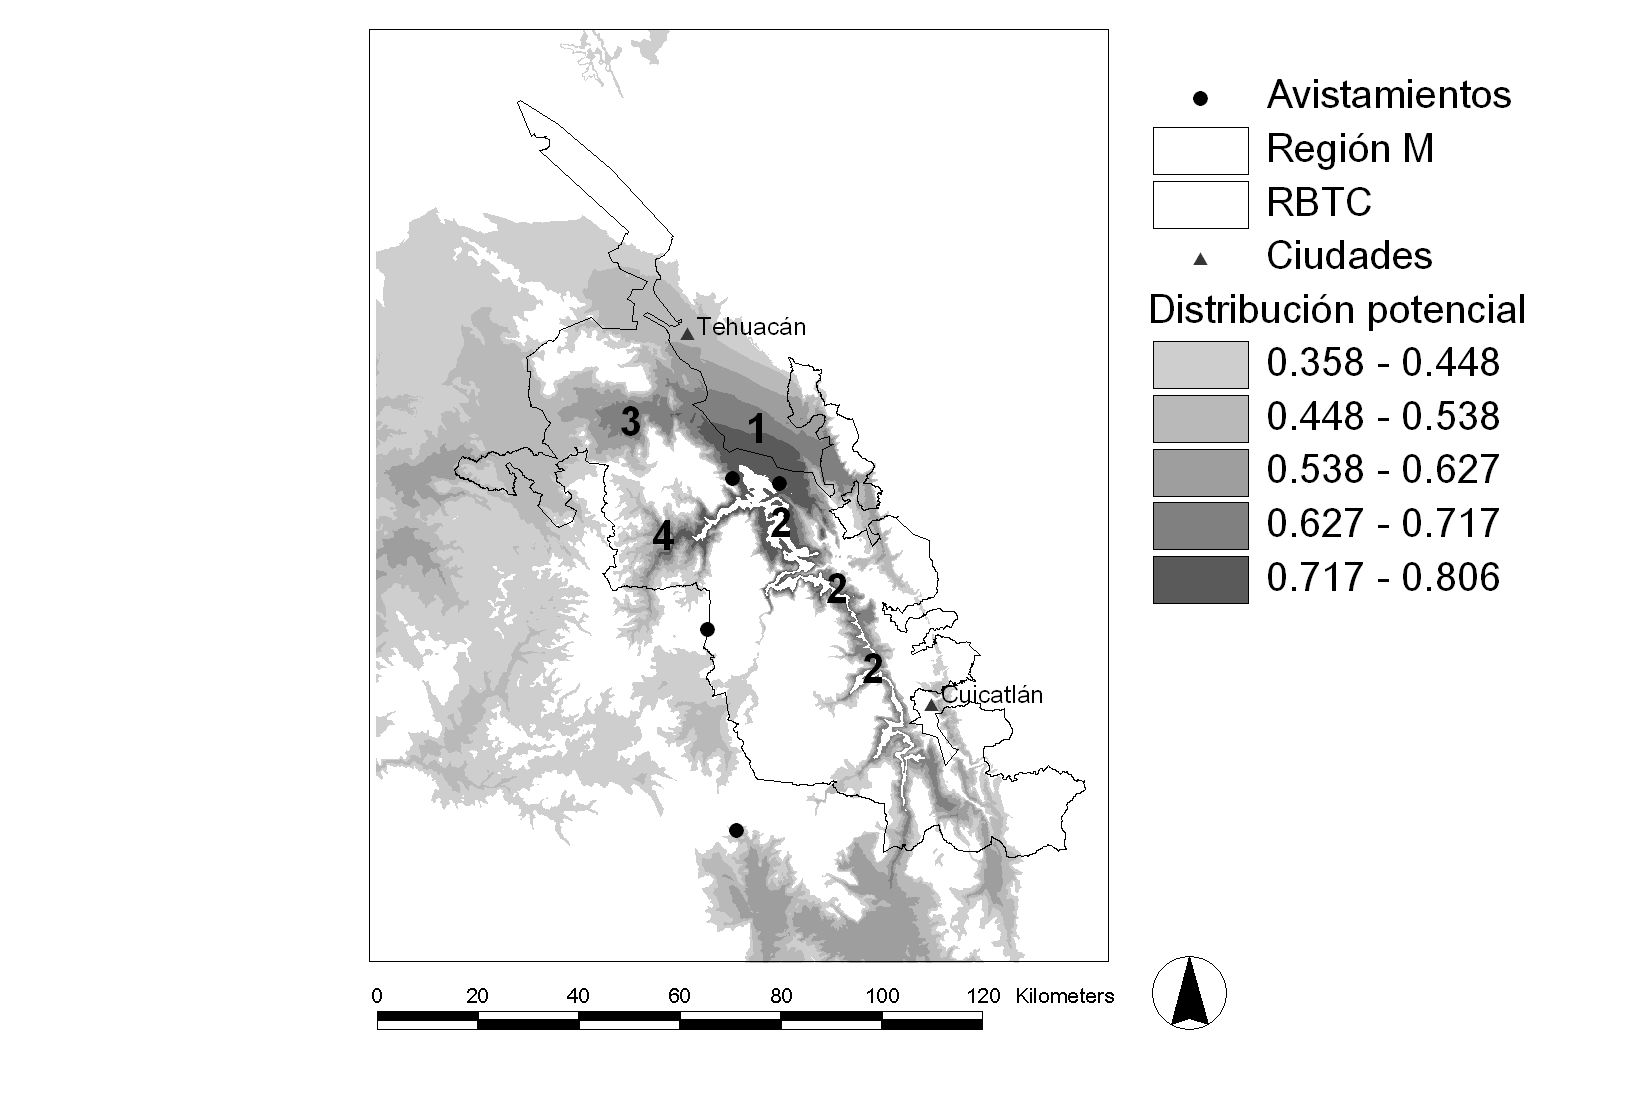 Avistamientos
Región M
RBTC
Ciudades
Distribución potencial
0.358 - 0.448
0.448 - 0.538
0.538 - 0.627
0.627 - 0.717
0.717 - 0.806
Tehuacán
3
1
2
4
2
2
Cuicatlán
0 20 40 60 80 100 120 Kilometers